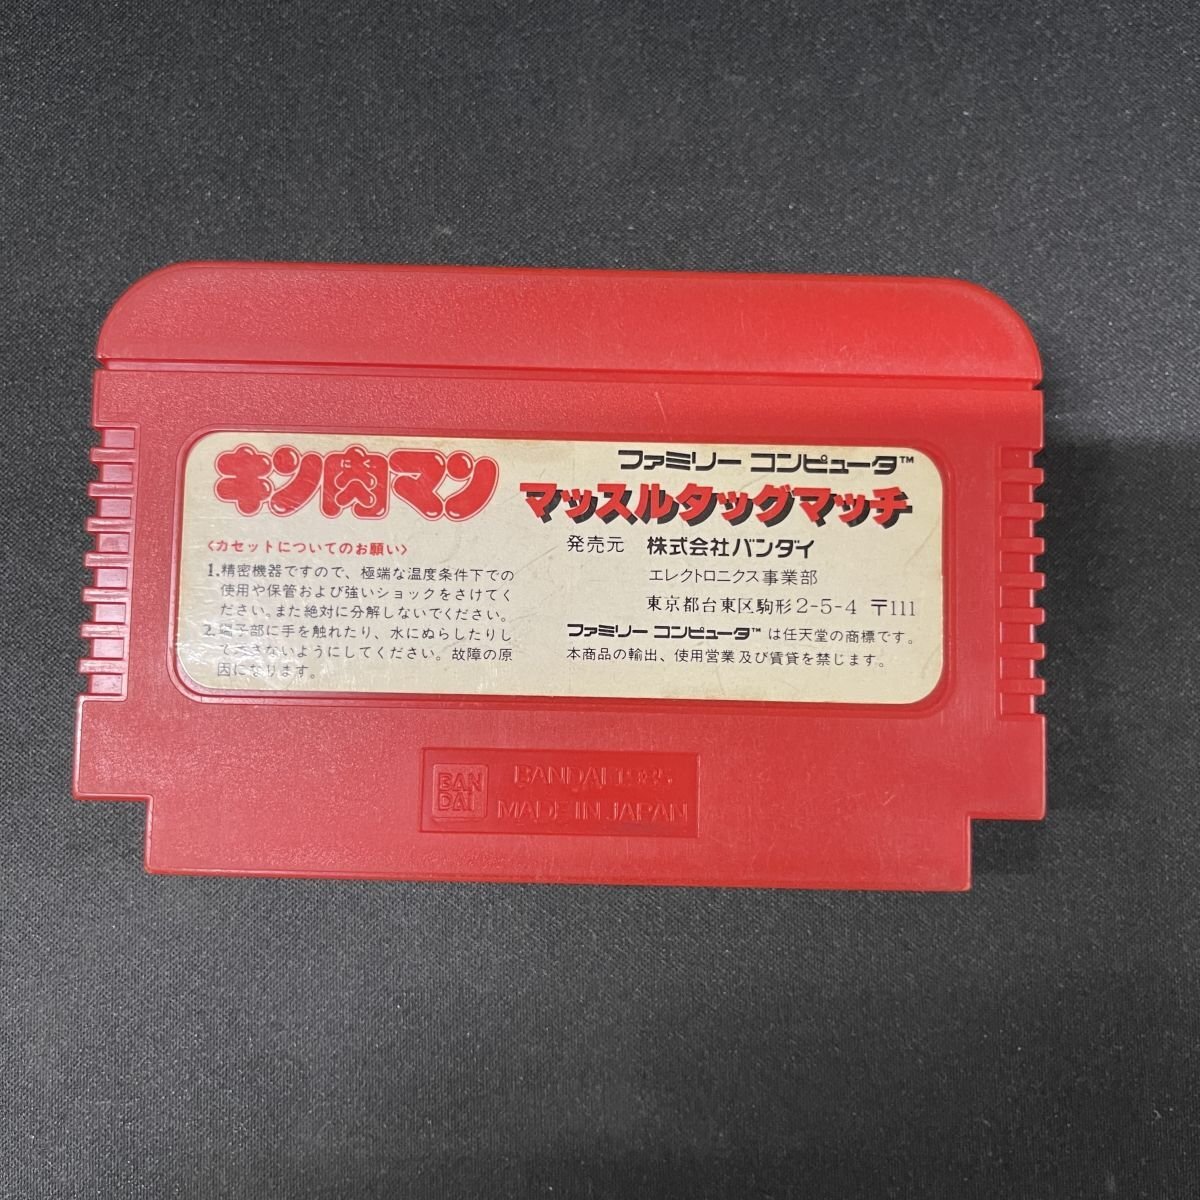 キン肉マン
ファミリー コンピュータ™
マッスルタッグマッチ
<カセットについてのお願い>
1.精密機器ですので、極端な温度条件下での
使用や保管および強いショックをさけてく
ださい。また絶対に分解しないでください。
2.端子部に手を触れたり、水にぬらしたりし
てよごさないようにしてください。故障の原
因になります。
発売元 株式会社バンダイ
エレクトロニクス事業部
東京都台東区駒形2-5-4 〒111
ファミリー コンピュータ™は任天堂の商標です。
本商品の輸出、使用営業及び賃貸を禁じます。
BAN
DAI
BANDAI 1985
MADE IN JAPAN